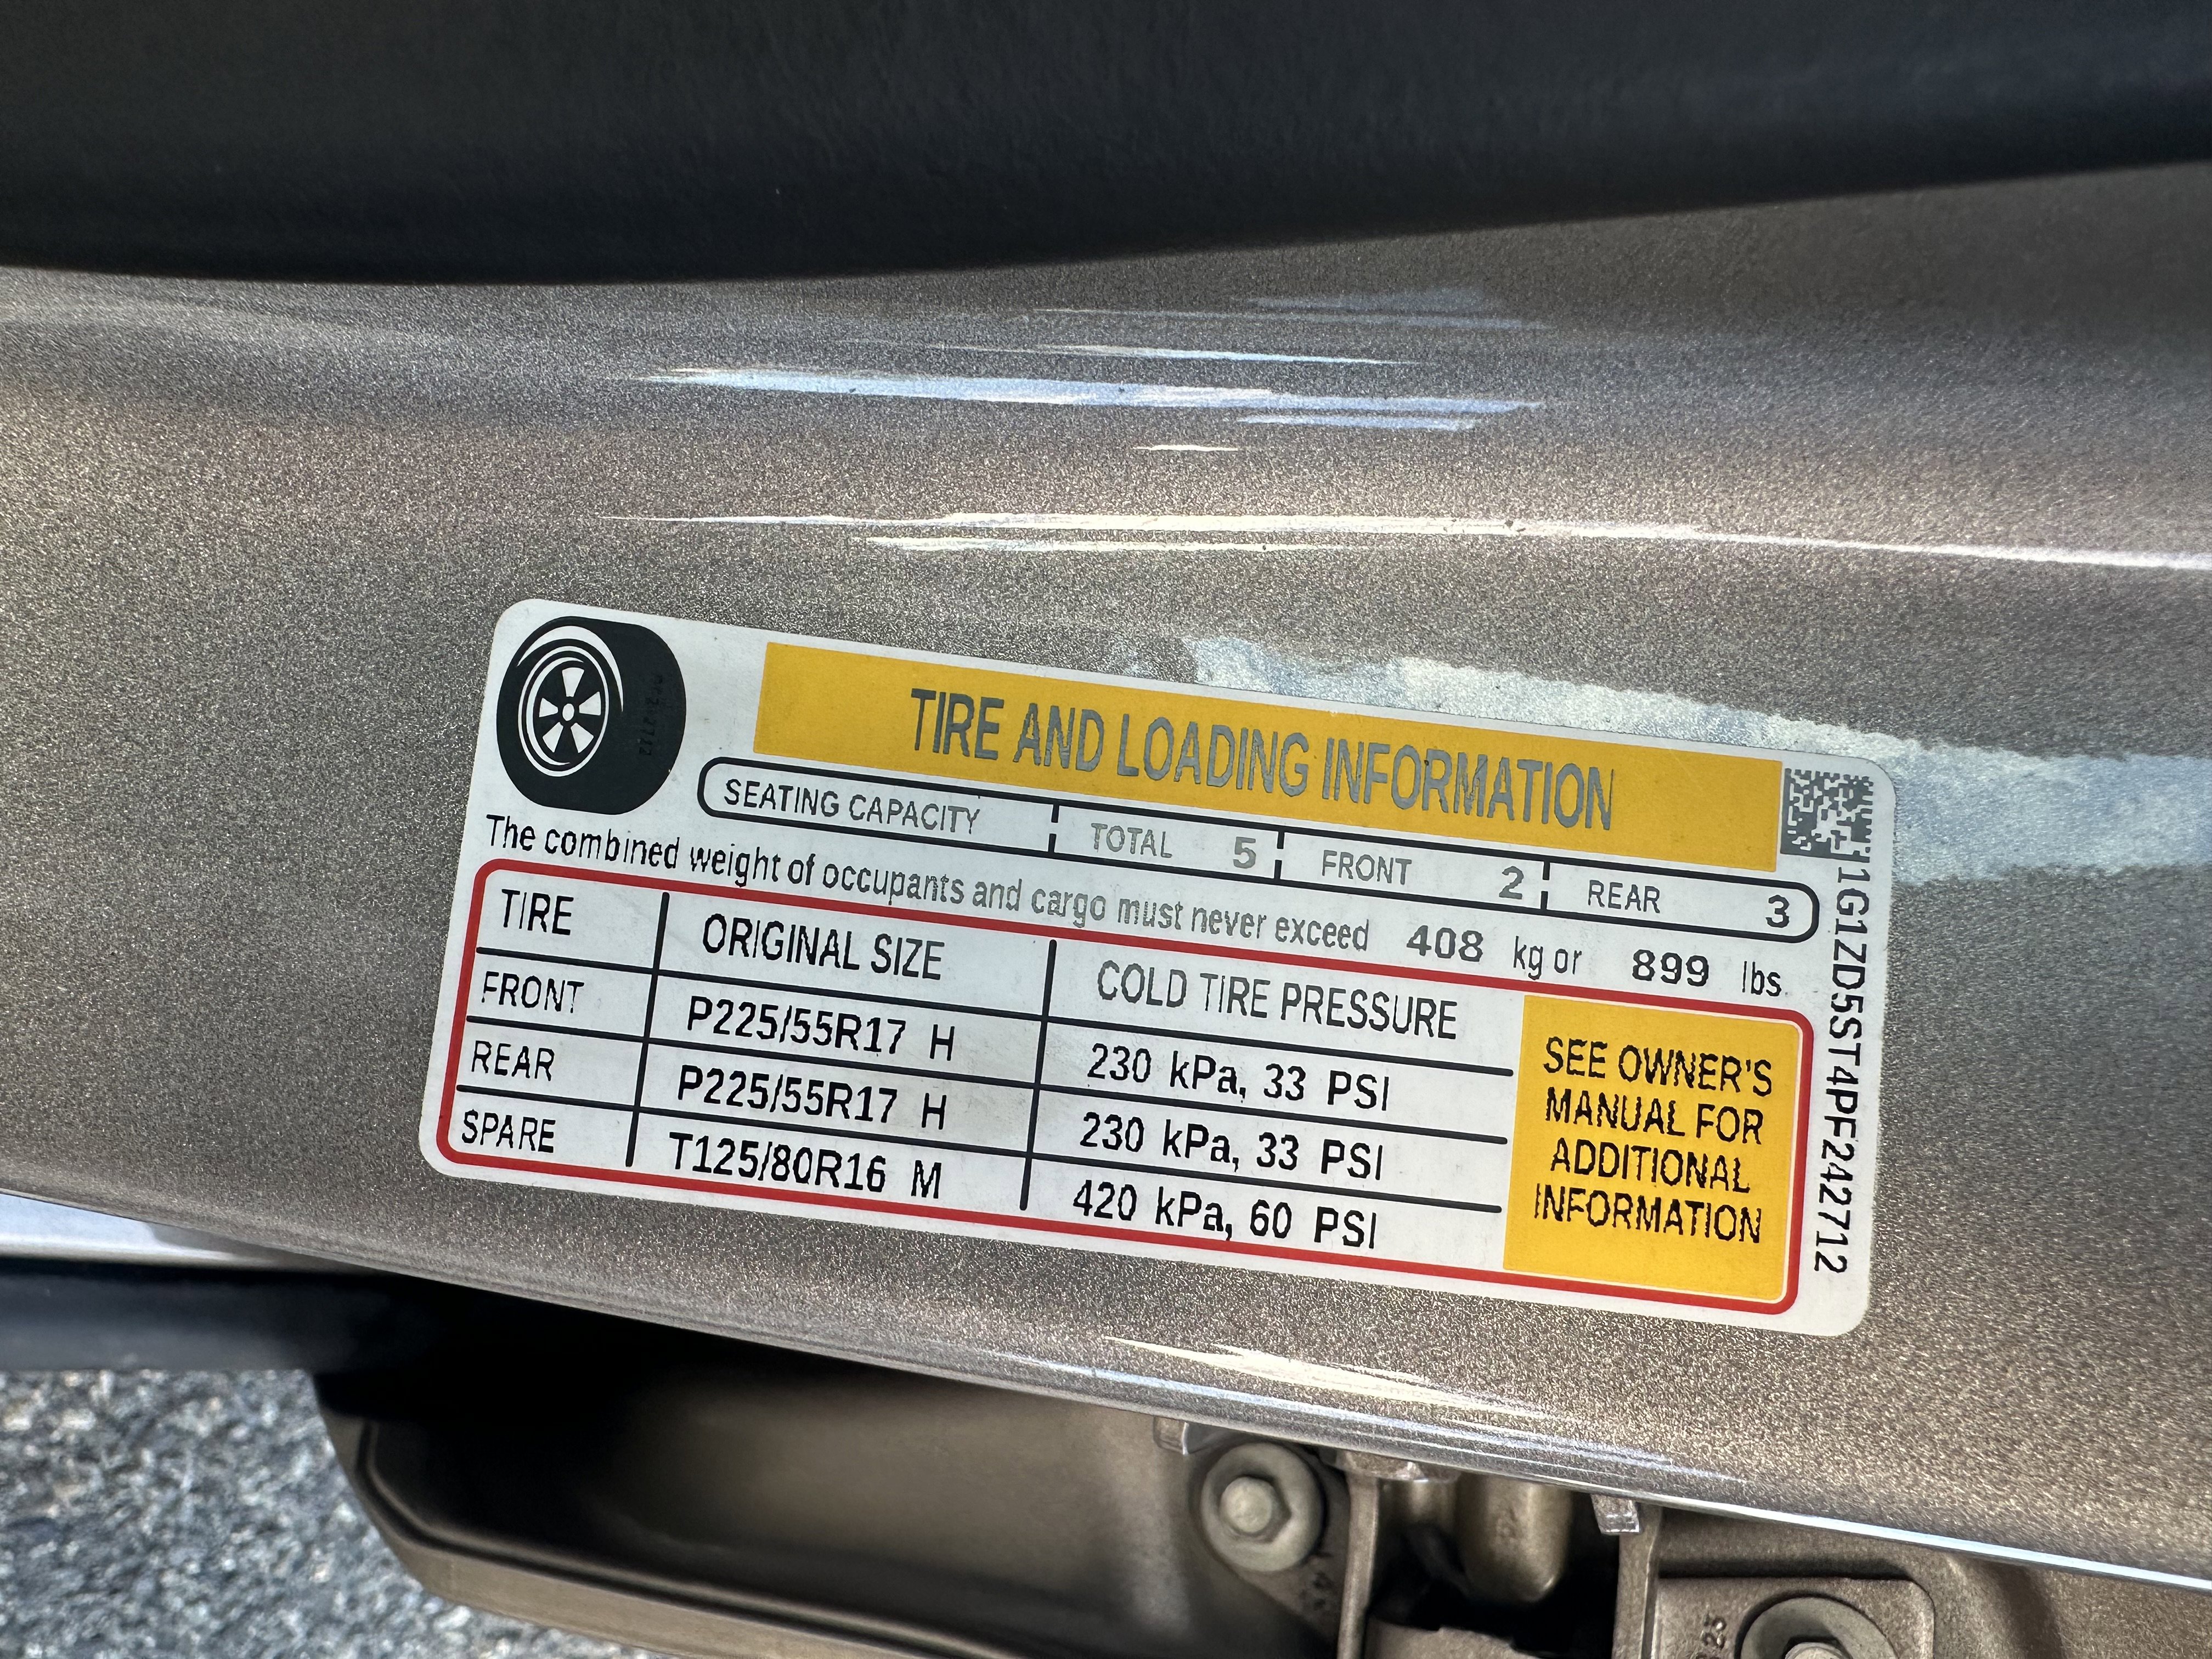 TIRE AND LOADING INFORMATION
SEATING CAPACITY TOTAL 5 FRONT 2 REAR 3
The combined weight of occupants and cargo must never exceed 408 kg or 899 lbs.
TIRE ORIGINAL SIZE COLD TIRE PRESSURE
FRONT P225/55R17 H 230 kPa, 33 PSI
REAR P225/55R17 H 230 kPa, 33 PSI
SPARE T125/80R16 M 420 kPa, 60 PSI
SEE OWNER'S
MANUAL FOR
ADDITIONAL
INFORMATION
1G1ZD5ST4PF242712